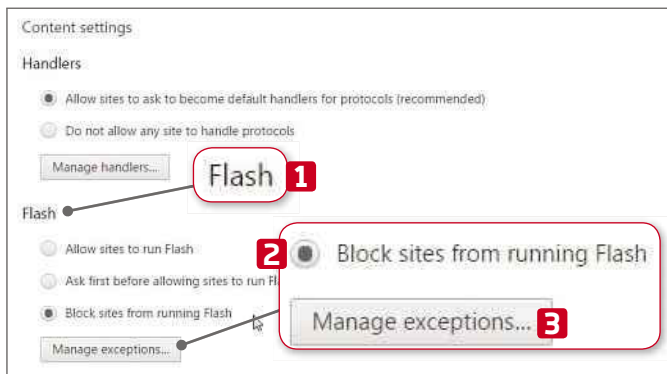 Content settings
Handlers
Allow sites to ask to become default handlers for protocols (recommended)
Do not allow any site to handle protocols
Manage handlers...
Flash 1
Flash
Allow sites to run Flash
Ask first before allowing sites to run Fl
Block sites from running Flash
Manage exceptions...
2 Block sites from running Flash
Manage exceptions... 3